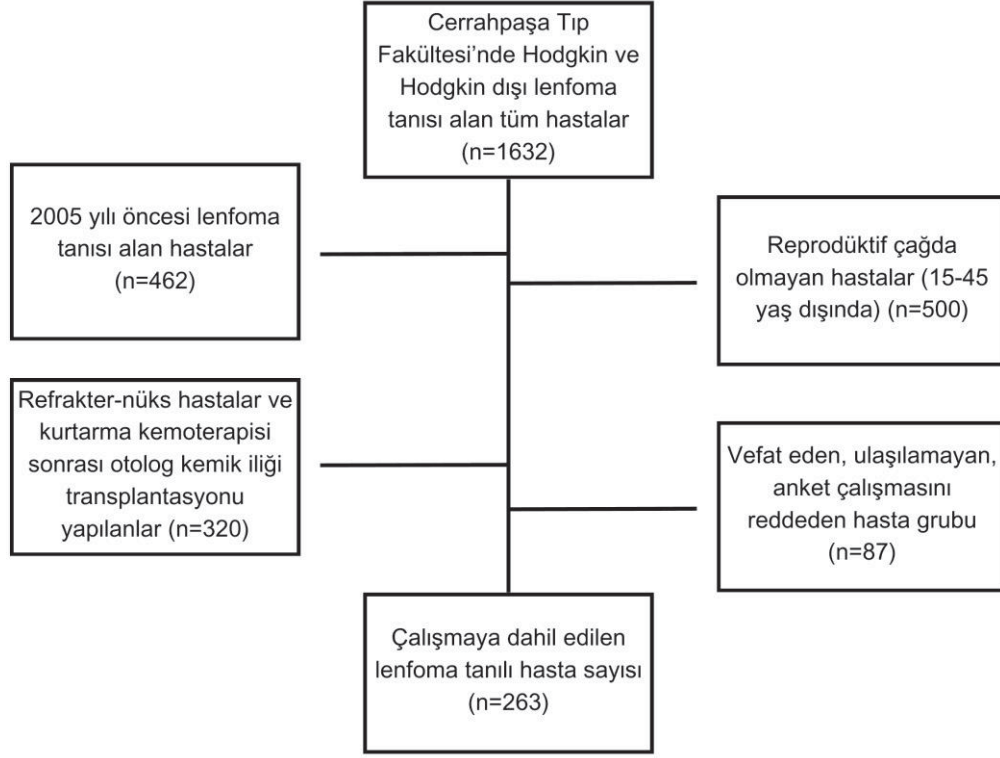 Cerrahpaşa Tıp
Fakültesi'nde Hodgkin ve
Hodgkin dışı lenfoma
tanısı alan tüm hastalar
(n=1632)
2005 yılı öncesi lenfoma
tanısı alan hastalar
(n=462)
Reprodüktif çağda
olmayan hastalar (15-45
yaş dışında) (n=500)
Refrakter-nüks hastalar ve
kurtarma kemoterapisi
sonrası otolog kemik iliği
transplantasyonu
yapılanlar (n=320)
Vefat eden, ulaşılamayan,
anket çalışmasını
reddeden hasta grubu
(n=87)
Çalışmaya dahil edilen
lenfoma tanılı hasta sayısı
(n=263)